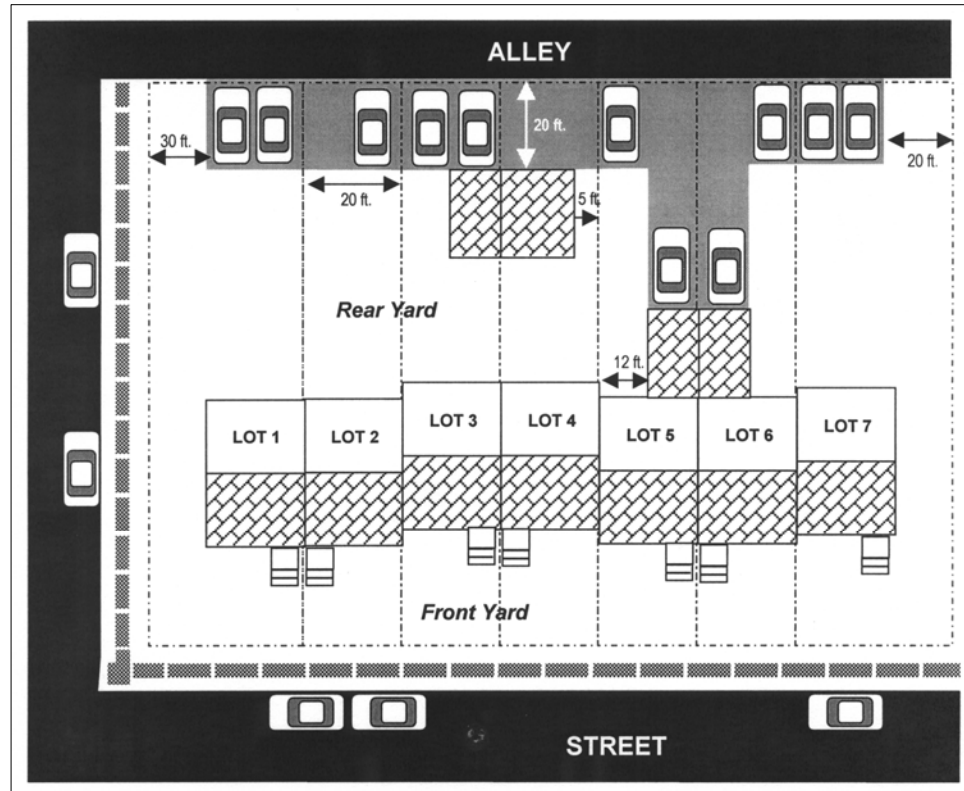 ALLEY
30 ft.
20 ft.
20 ft.
20 ft.
5 ft.
Rear Yard
12 ft.
LOT 1
LOT 2
LOT 3
LOT 4
LOT 5
LOT 6
LOT 7
Front Yard
STREET